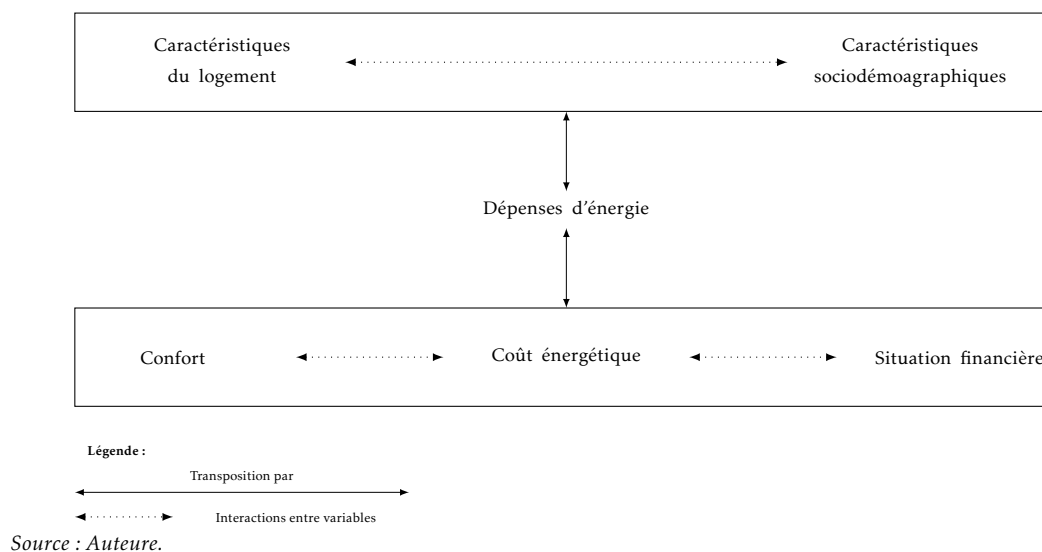 Caractéristiques
du logement
Caractéristiques
sociodémoagraphiques
Dépenses d'énergie
Confort
Coût énergétique
Situation financière
Légende :
Transposition par
Interactions entre variables
Source : Auteure.